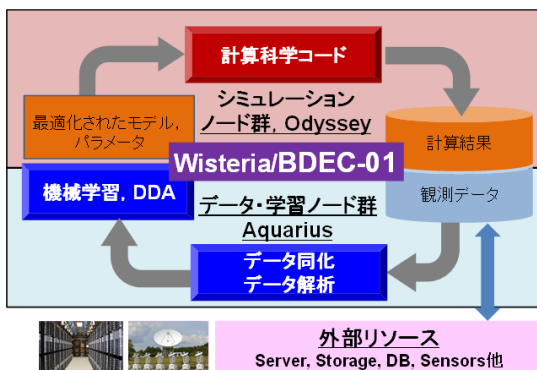 計算科学コード
シミュレーション
ノード群, Odyssey
最適化されたモデル,
パラメータ
計算結果
Wisteria/BDEC-01
機械学習, DDA
観測データ
データ・学習ノード群
Aquarius
データ同化
データ解析
外部リソース
Server, Storage, DB, Sensors他